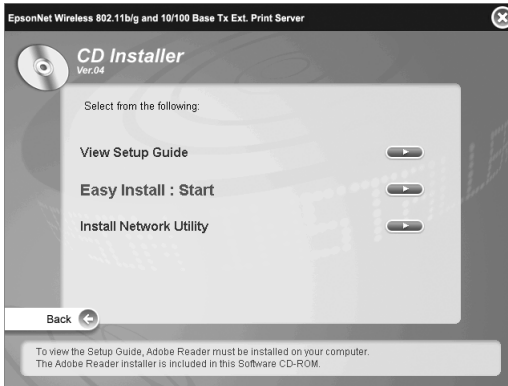 EpsonNet Wireless 802.11b/g and 10/100 Base Tx Ext. Print Server
CD Installer
Ver.04
Select from the following:
View Setup Guide
Easy Install : Start
Install Network Utility
Back
To view the Setup Guide, Adobe Reader must be installed on your computer.
The Adobe Reader installer is included in this Software CD-ROM.